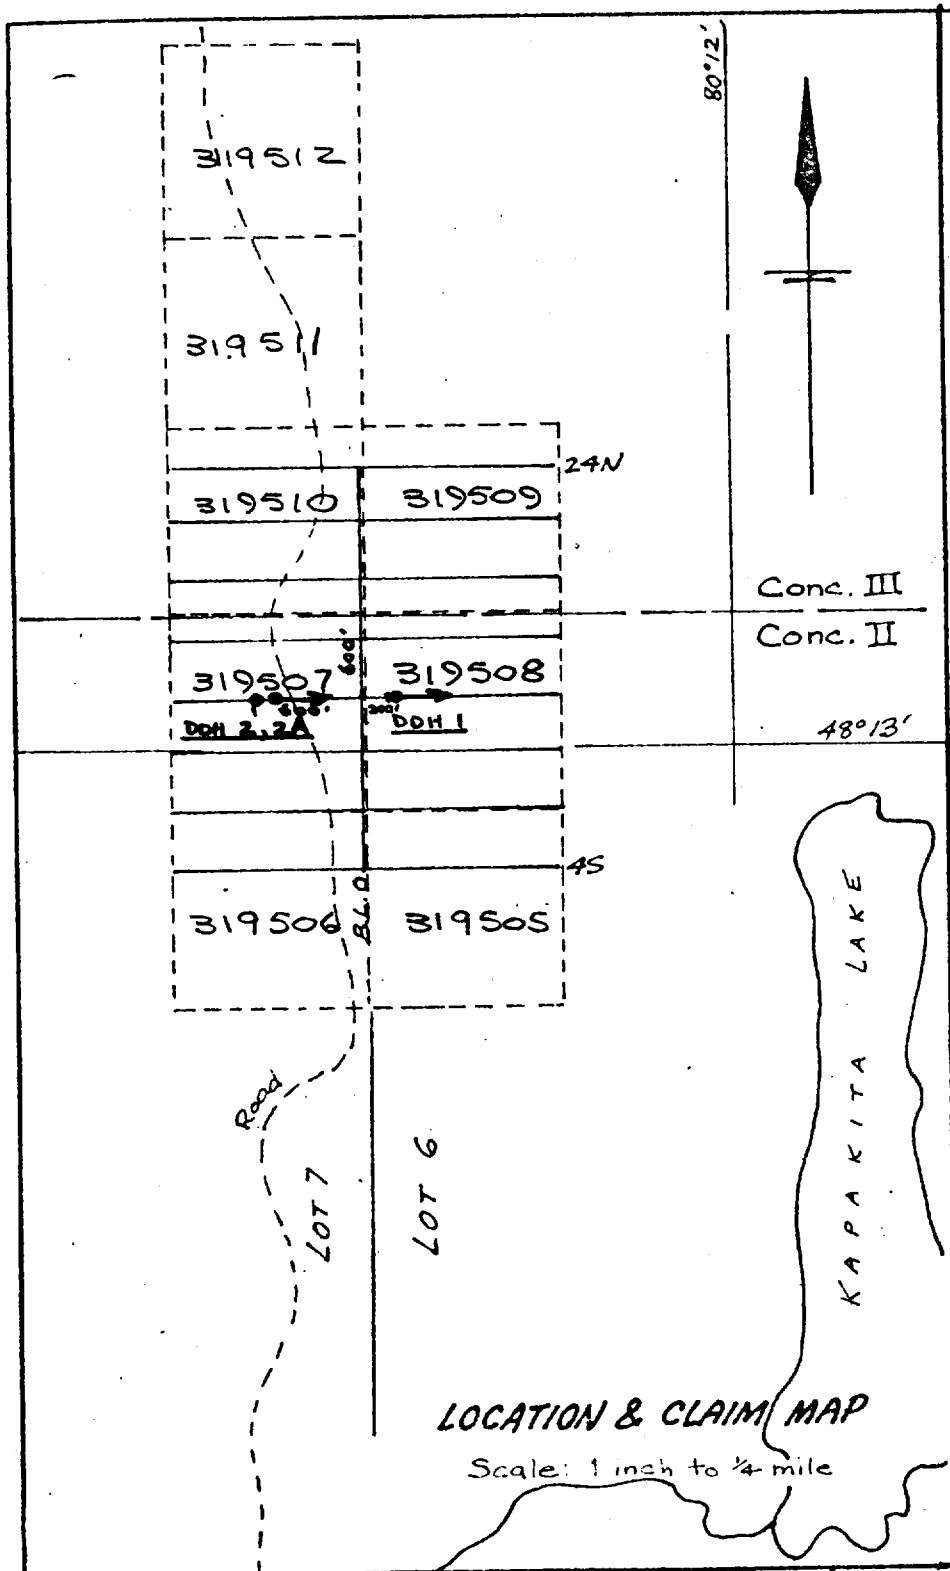 80°12'
319512
319511
24N
319510
319509
Conc. III
Conc. II
600'
319507
319508
600'
200'
DDH 2, 2A
DDH 1
48°13'
4S
B.L.O
319506
319505
KAPAKITA LAKE
Road
LOT 7
LOT 6
LOCATION & CLAIM MAP
Scale: 1 inch to 1/4 mile